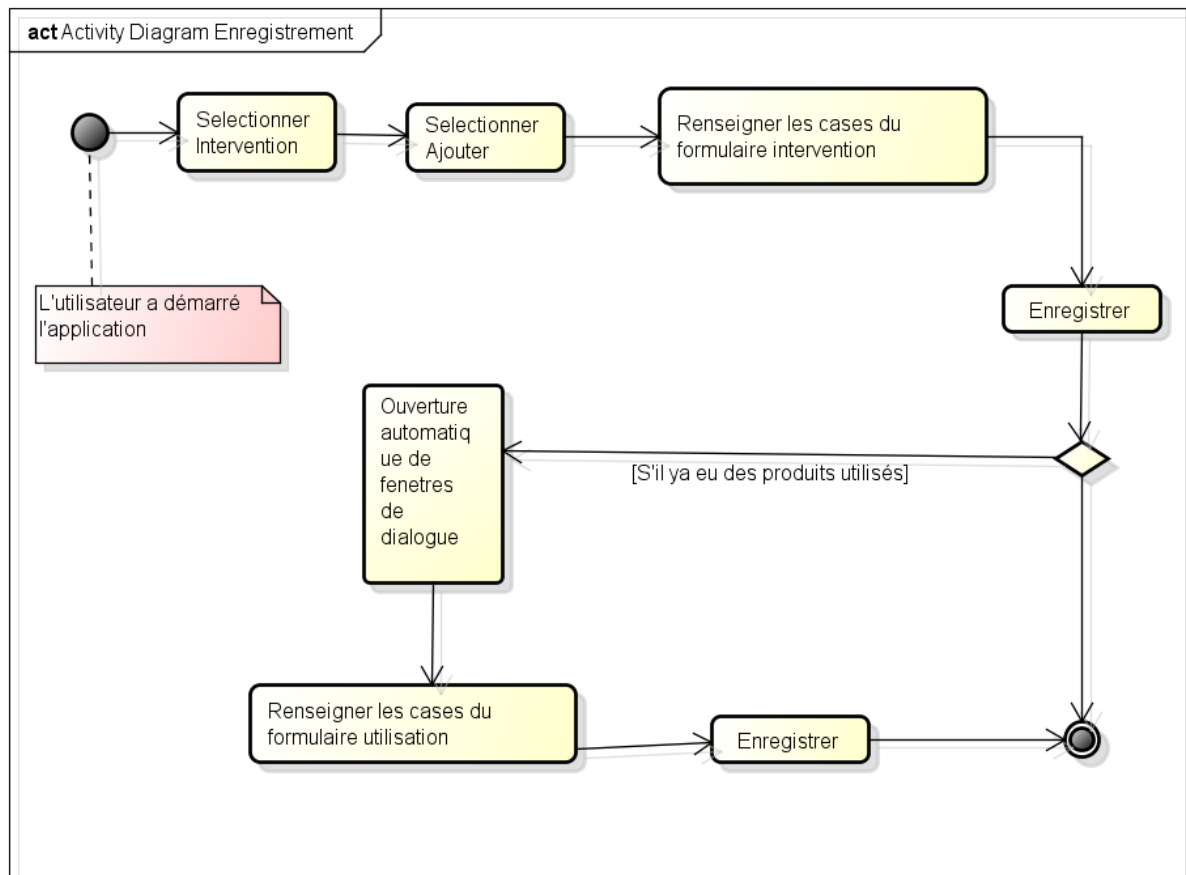 act Activity Diagram Enregistrement
Selectionner
Intervention
Selectionner
Ajouter
Renseigner les cases du
formulaire intervention
L'utilisateur a démarré
l'application
Enregistrer
Ouverture
automatiq
ue de
fenetres
de
dialogue
[S'il ya eu des produits utilisés]
Renseigner les cases du
formulaire utilisation
Enregistrer